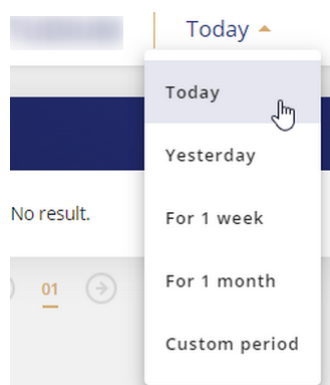 Today
Today
Yesterday
No result.
For 1 week
01
For 1 month
Custom period